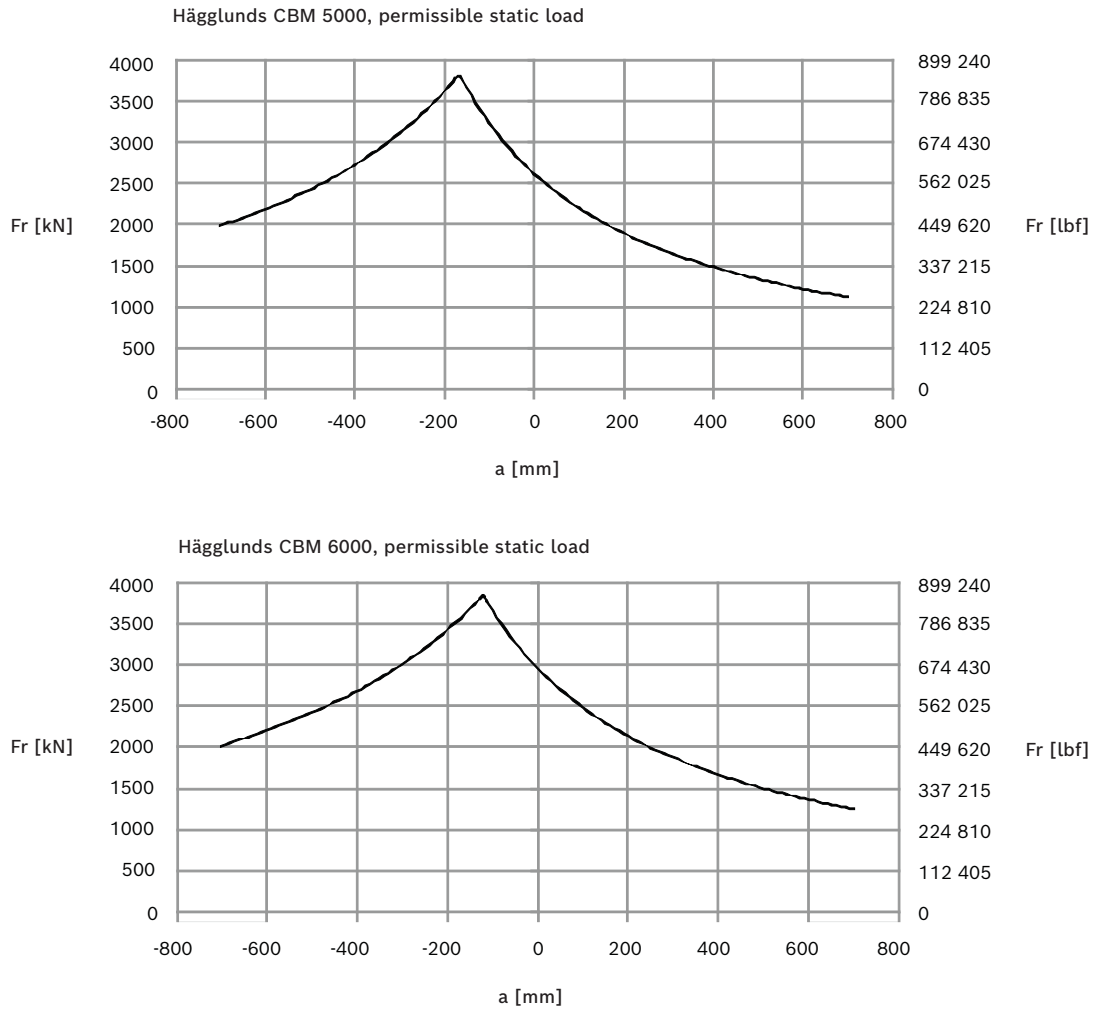 Hägglunds CBM 5000, permissible static load
4000 899 240
3500 786 835
3000 674 430
2500 562 025
Fr [kN] 2000 449 620 Fr [lbf]
1500 337 215
1000 224 810
500 112 405
0 0
-800 -600 -400 -200 0 200 400 600 800
a [mm]
Hägglunds CBM 6000, permissible static load
4000 899 240
3500 786 835
3000 674 430
2500 562 025
Fr [kN] 2000 449 620 Fr [lbf]
1500 337 215
1000 224 810
500 112 405
0 0
-800 -600 -400 -200 0 200 400 600 800
a [mm]